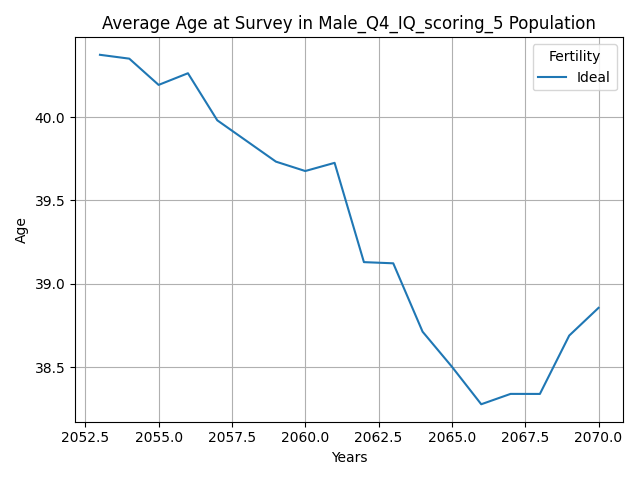 Average Age at Survey in Male_Q4_IQ_scoring_5 Population
Fertility
Ideal
40.0
39.5
39.0
38.5
Age
2052.5 2055.0 2057.5 2060.0 2062.5 2065.0 2067.5 2070.0
Years